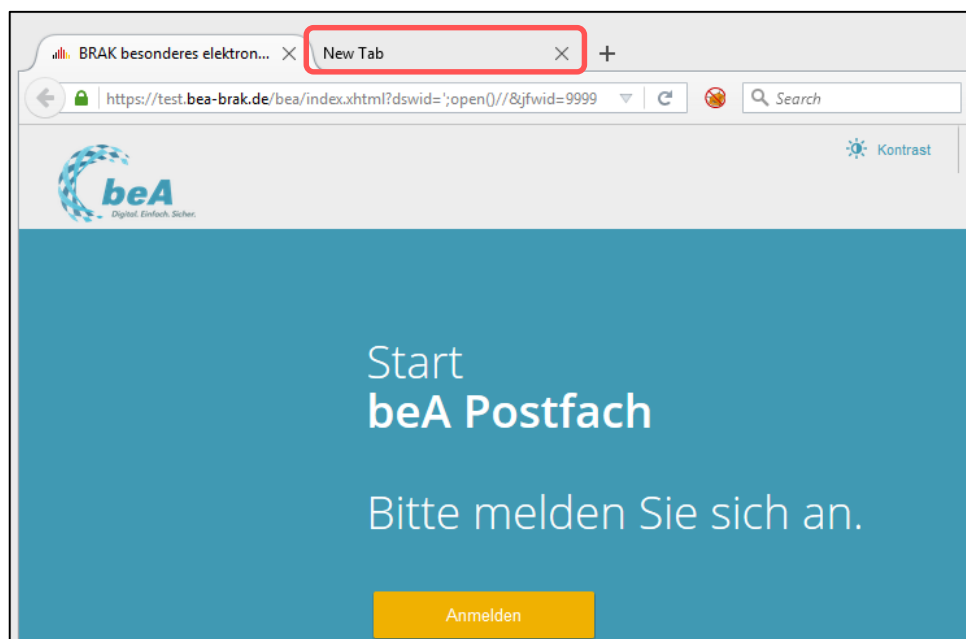 BRAK besonderes elektron...
New Tab
https://test.bea-brak.de/bea/index.xhtml?dswid=';open()//&jfwid=9999
Search
Kontrast
beA
Digital. Einfach. Sicher.
Start
beA Postfach
Bitte melden Sie sich an.
Anmelden